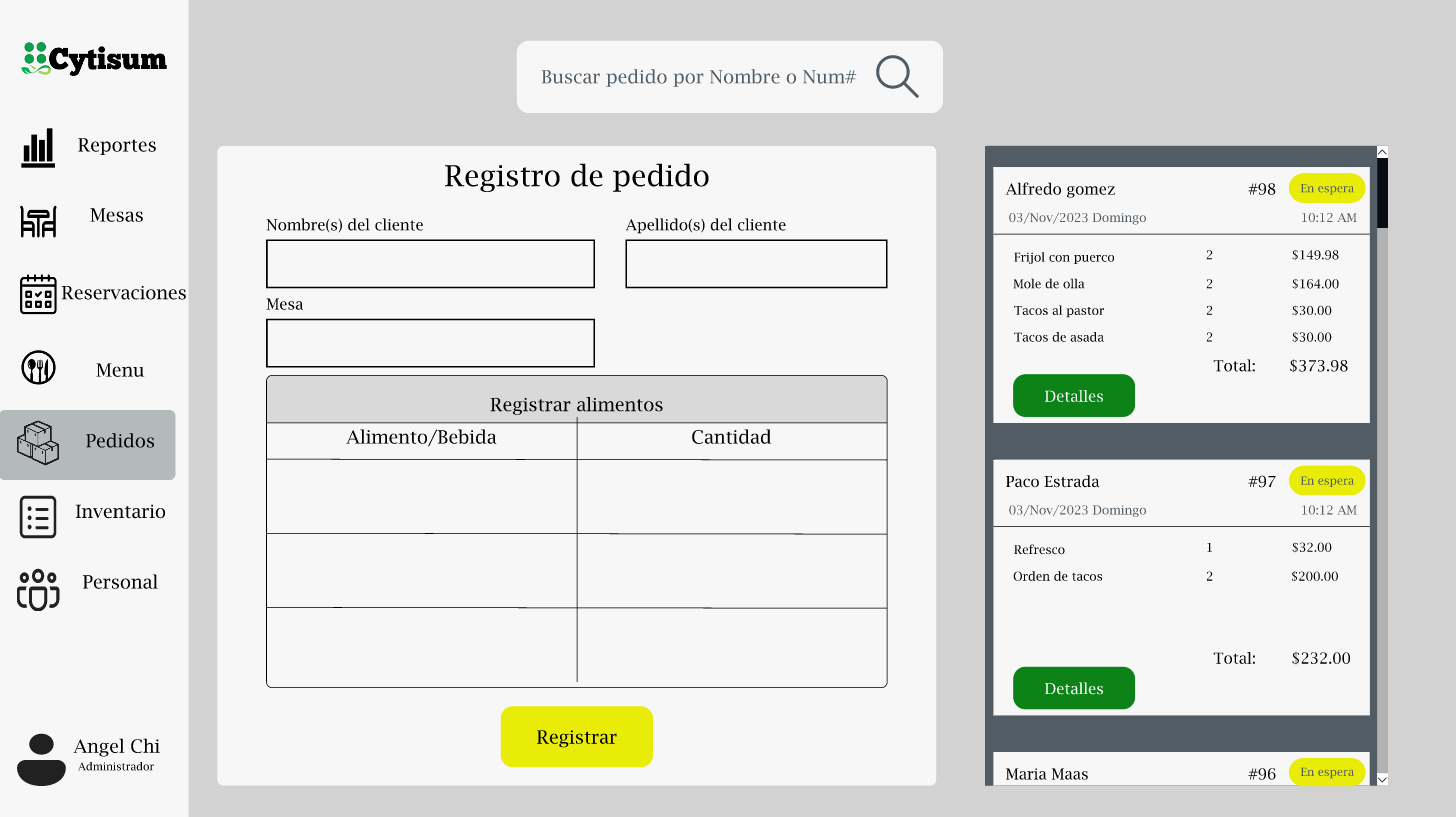 Cytisum
Reportes
Mesas
Reservaciones
Menu
Pedidos
Inventario
Personal
Angel Chi
Administrador
Buscar pedido por Nombre o Num#
Registro de pedido
Nombre(s) del cliente
Apellido(s) del cliente
Mesa
Registrar alimentos
Alimento/Bebida
Cantidad
Registrar
Alfredo gomez #98 En espera
03/Nov/2023 Domingo 10:12 AM
Frijol con puerco 2 $149.98
Mole de olla 2 $164.00
Tacos al pastor 2 $30.00
Tacos de asada 2 $30.00
Total: $373.98
Detalles
Paco Estrada #97 En espera
03/Nov/2023 Domingo 10:12 AM
Refresco 1 $32.00
Orden de tacos 2 $200.00
Total: $232.00
Detalles
Maria Maas #96 En espera